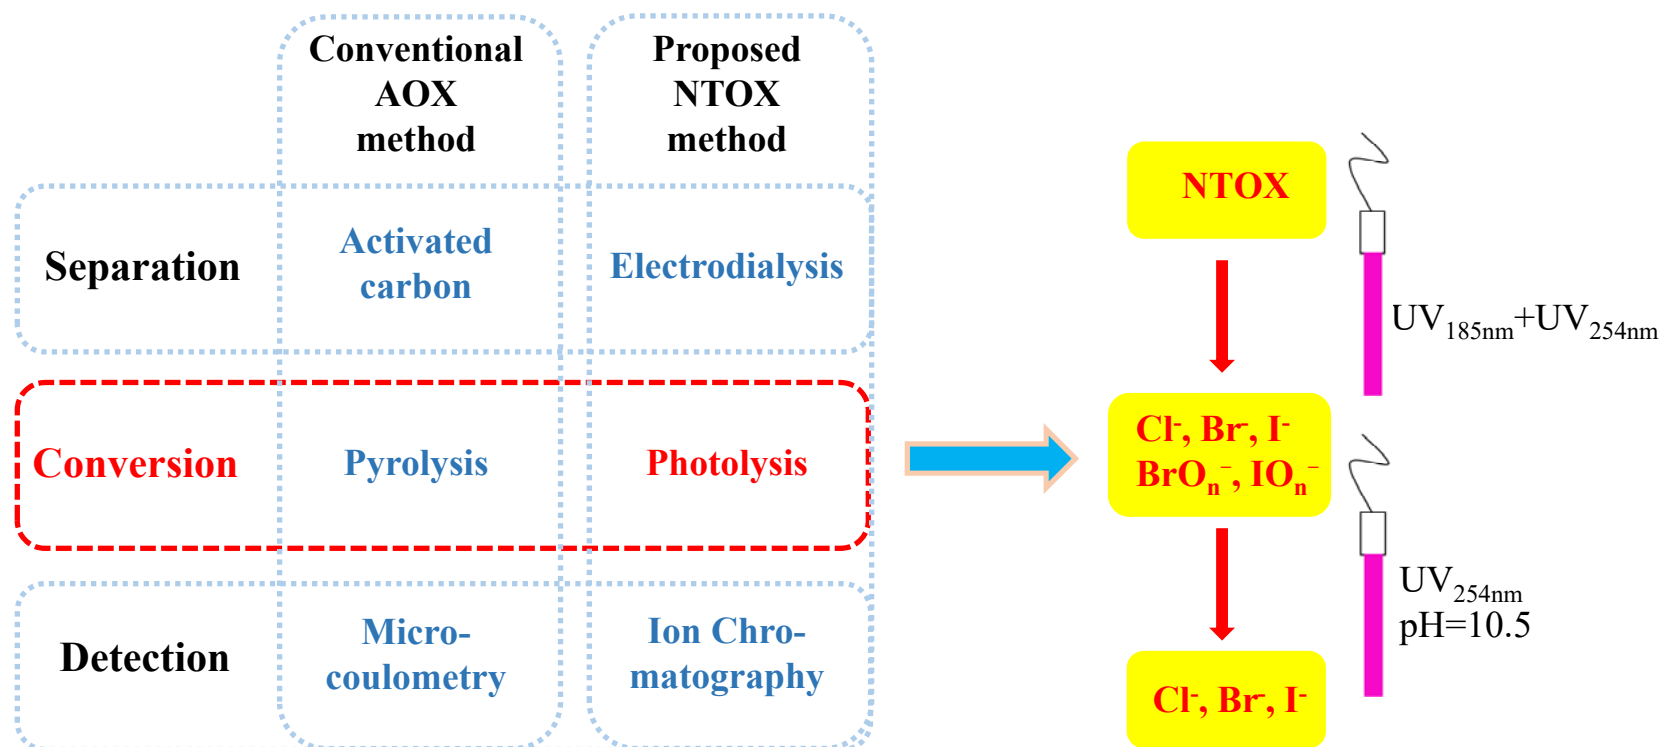 Conventional
AOX
method
Proposed
NTOX
method
Separation
Activated
carbon
Electrodialysis
Conversion
Pyrolysis
Photolysis
Detection
Micro-
coulometry
Ion Chro-
matography
NTOX
UV₁₈₅ₙₘ+UV₂₅₄ₙₘ
Cl⁻, Br⁻, I⁻
BrOₙ⁻, IOₙ⁻
UV₂₅₄ₙₘ
pH=10.5
Cl⁻, Br⁻, I⁻